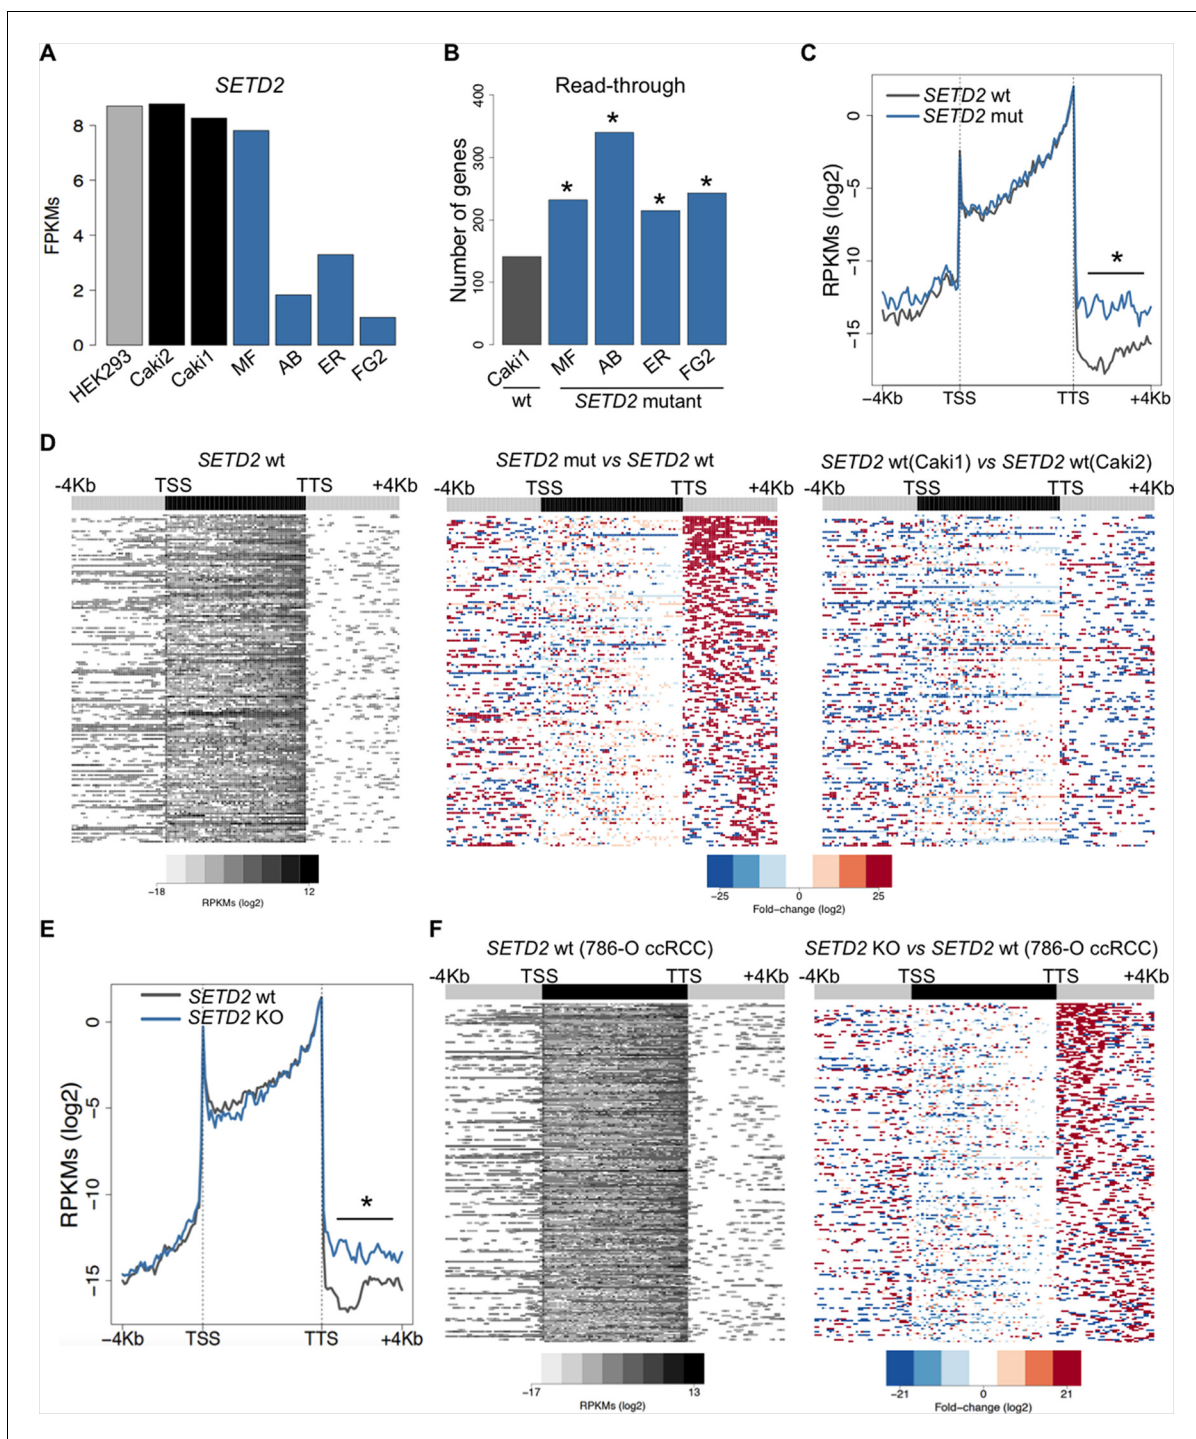 A
SETD2
FPKMs
8
6
4
2
0
HEK293
Caki2
Caki1
MF
AB
ER
FG2
B
Read-through
Number of genes
400
300
200
100
0
*
*
*
*
Caki1
MF
AB
ER
FG2
wt
SETD2 mutant
C
SETD2 wt
SETD2 mut
RPKMs (log2)
0
−5
−10
−15
*
−4Kb
TSS
TTS
+4Kb
D
SETD2 wt
-4Kb TSS TTS +4Kb
−18
12
RPKMs (log2)
SETD2 mut vs SETD2 wt
-4Kb TSS TTS +4Kb
SETD2 wt(Caki1) vs SETD2 wt(Caki2)
-4Kb TSS TTS +4Kb
−25
0
25
Fold−change (log2)
E
SETD2 wt
SETD2 KO
RPKMs (log2)
0
−5
−10
−15
*
−4Kb
TSS
TTS
+4Kb
F
SETD2 wt (786-O ccRCC)
-4Kb TSS TTS +4Kb
−17
13
RPKMs (log2)
SETD2 KO vs SETD2 wt (786-O ccRCC)
-4Kb TSS TTS +4Kb
−21
0
21
Fold−change (log2)